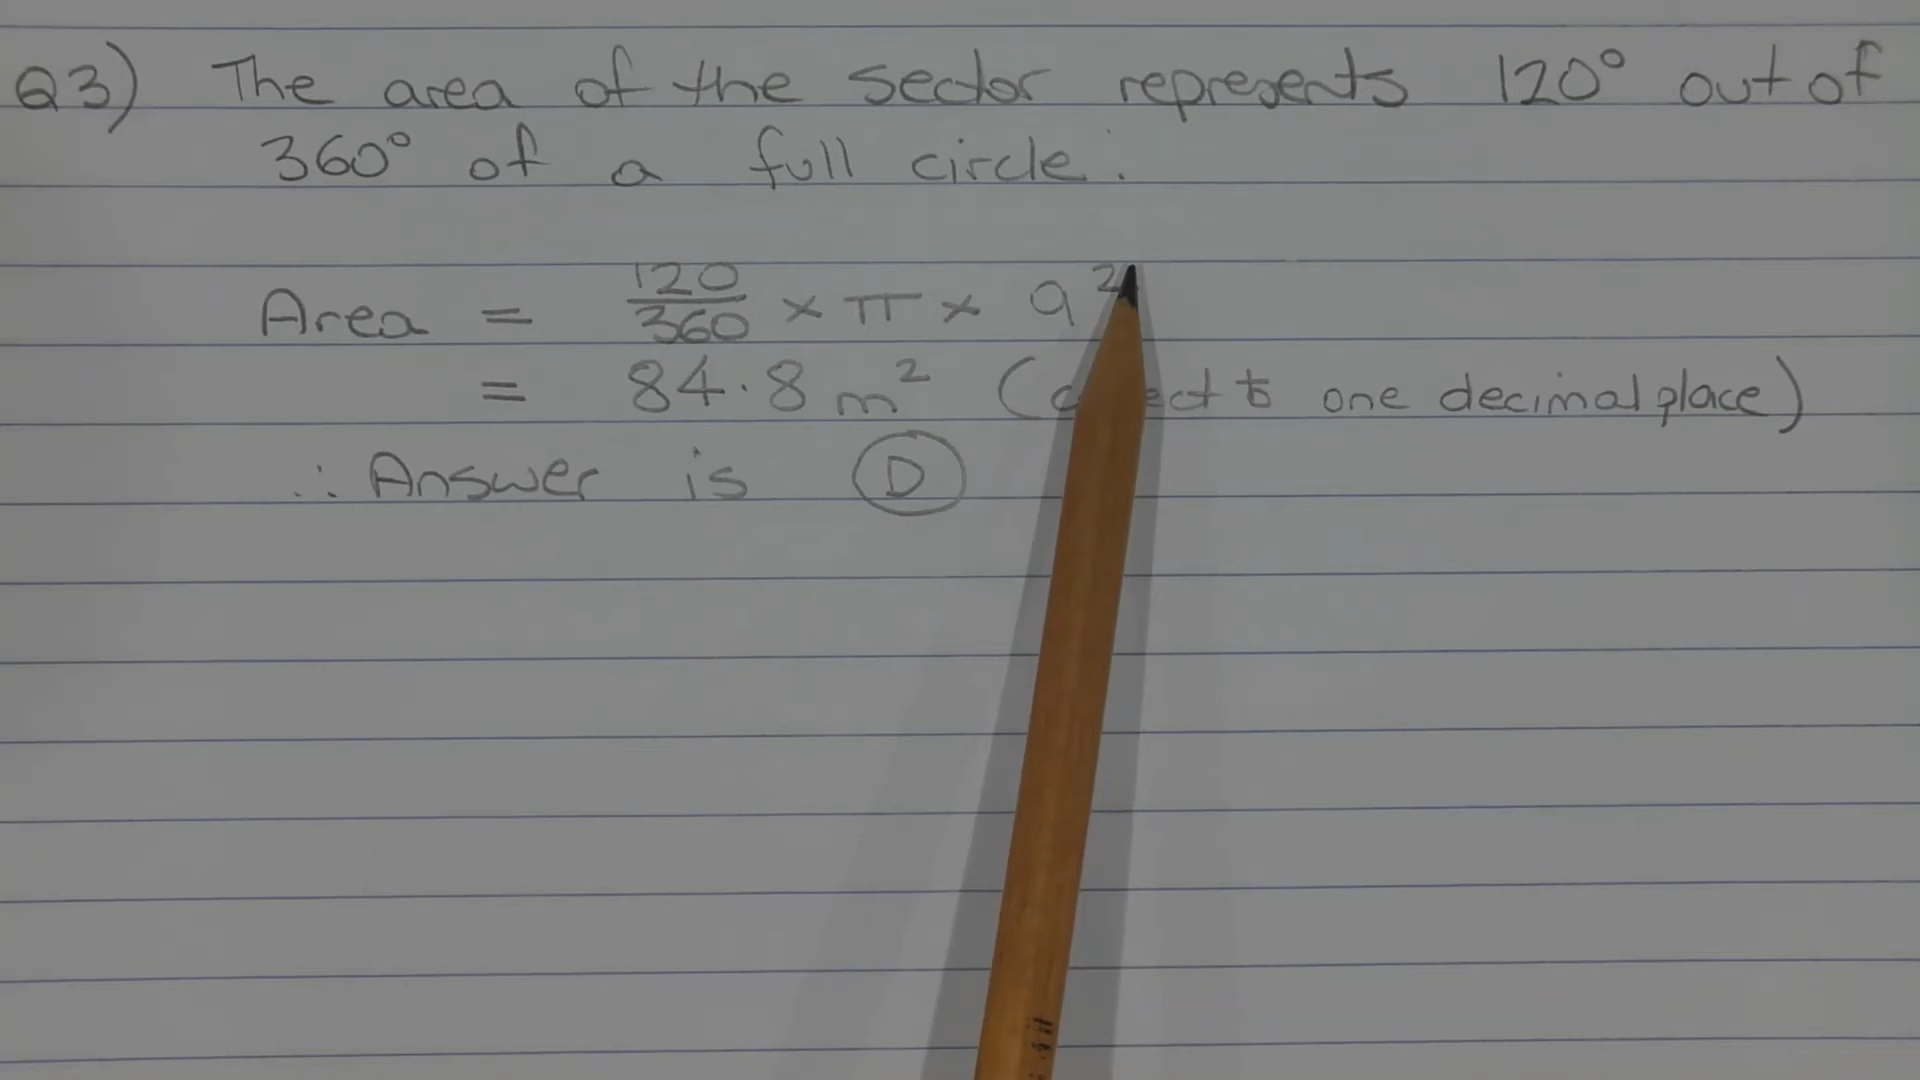 Q3) The area of the sector represents 120° out of
360° of a full circle.
Area = 120/360 × π × 9²
= 84.8 m² ( to one decimal place)
∴ Answer is D